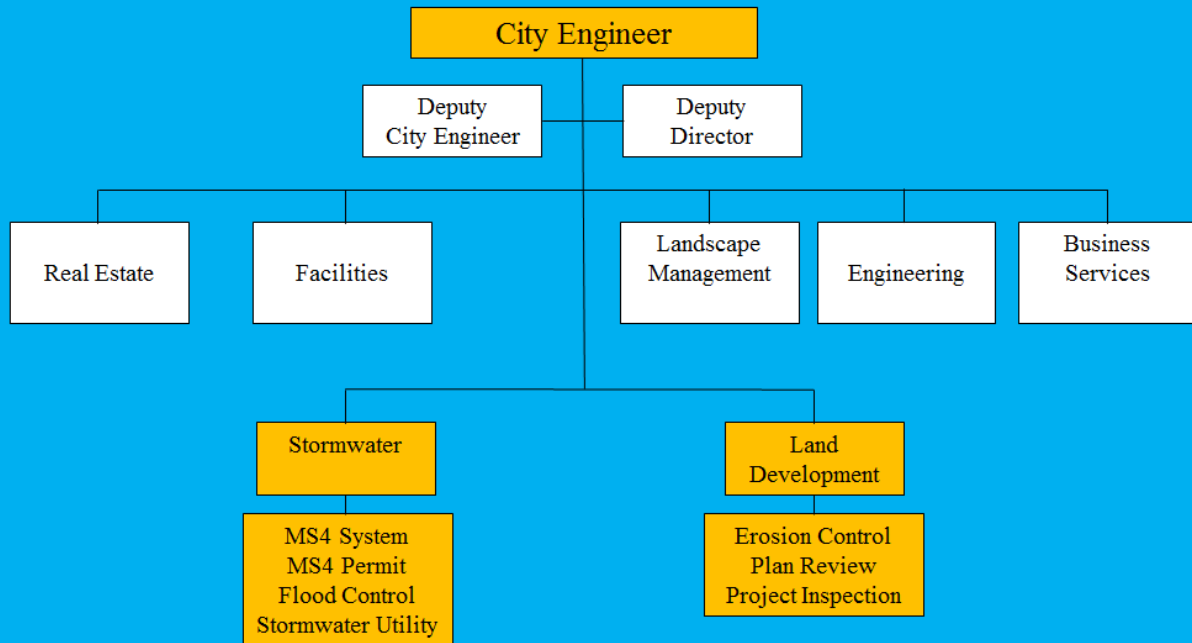 City Engineer
Deputy
City Engineer
Deputy
Director
Real Estate
Facilities
Landscape
Management
Engineering
Business
Services
Stormwater
Land
Development
MS4 System
MS4 Permit
Flood Control
Stormwater Utility
Erosion Control
Plan Review
Project Inspection